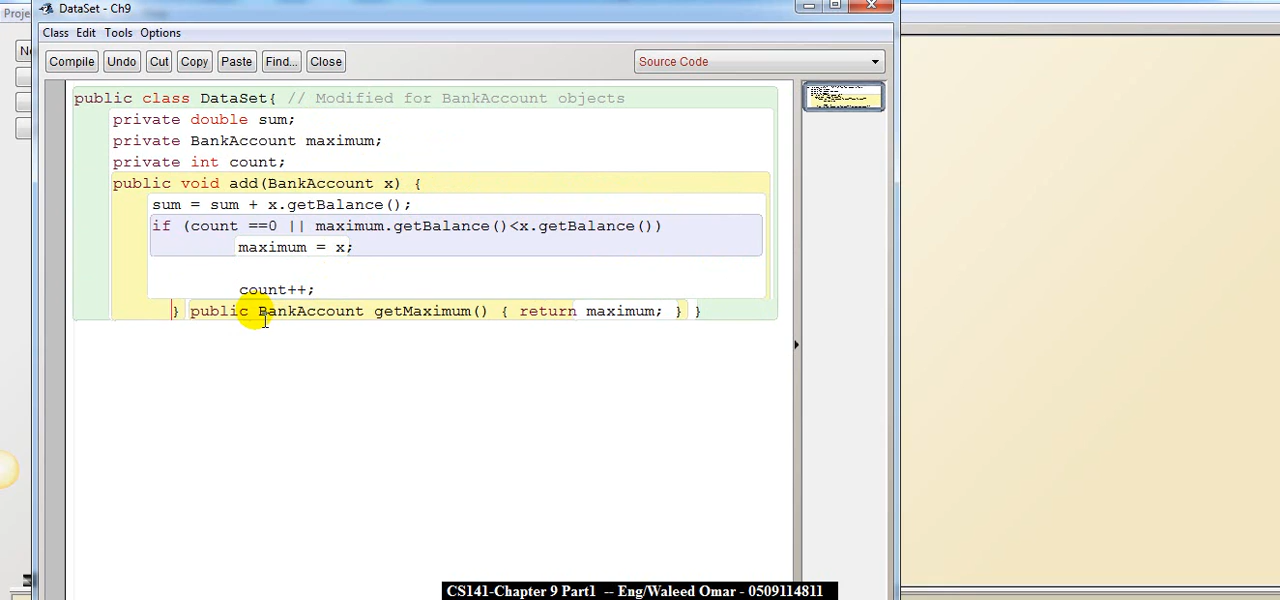 DataSet - Ch9
Proje
Class Edit Tools Options
Compile Undo Cut Copy Paste Find... Close Source Code
public class DataSet{ // Modified for BankAccount objects
private double sum;
private BankAccount maximum;
private int count;
public void add(BankAccount x) {
sum = sum + x.getBalance();
if (count ==0 || maximum.getBalance()<x.getBalance())
maximum = x;
count++;
} public BankAccount getMaximum() { return maximum; } }
CS141-Chapter 9 Part1 -- Eng/Waleed Omar - 0509114811